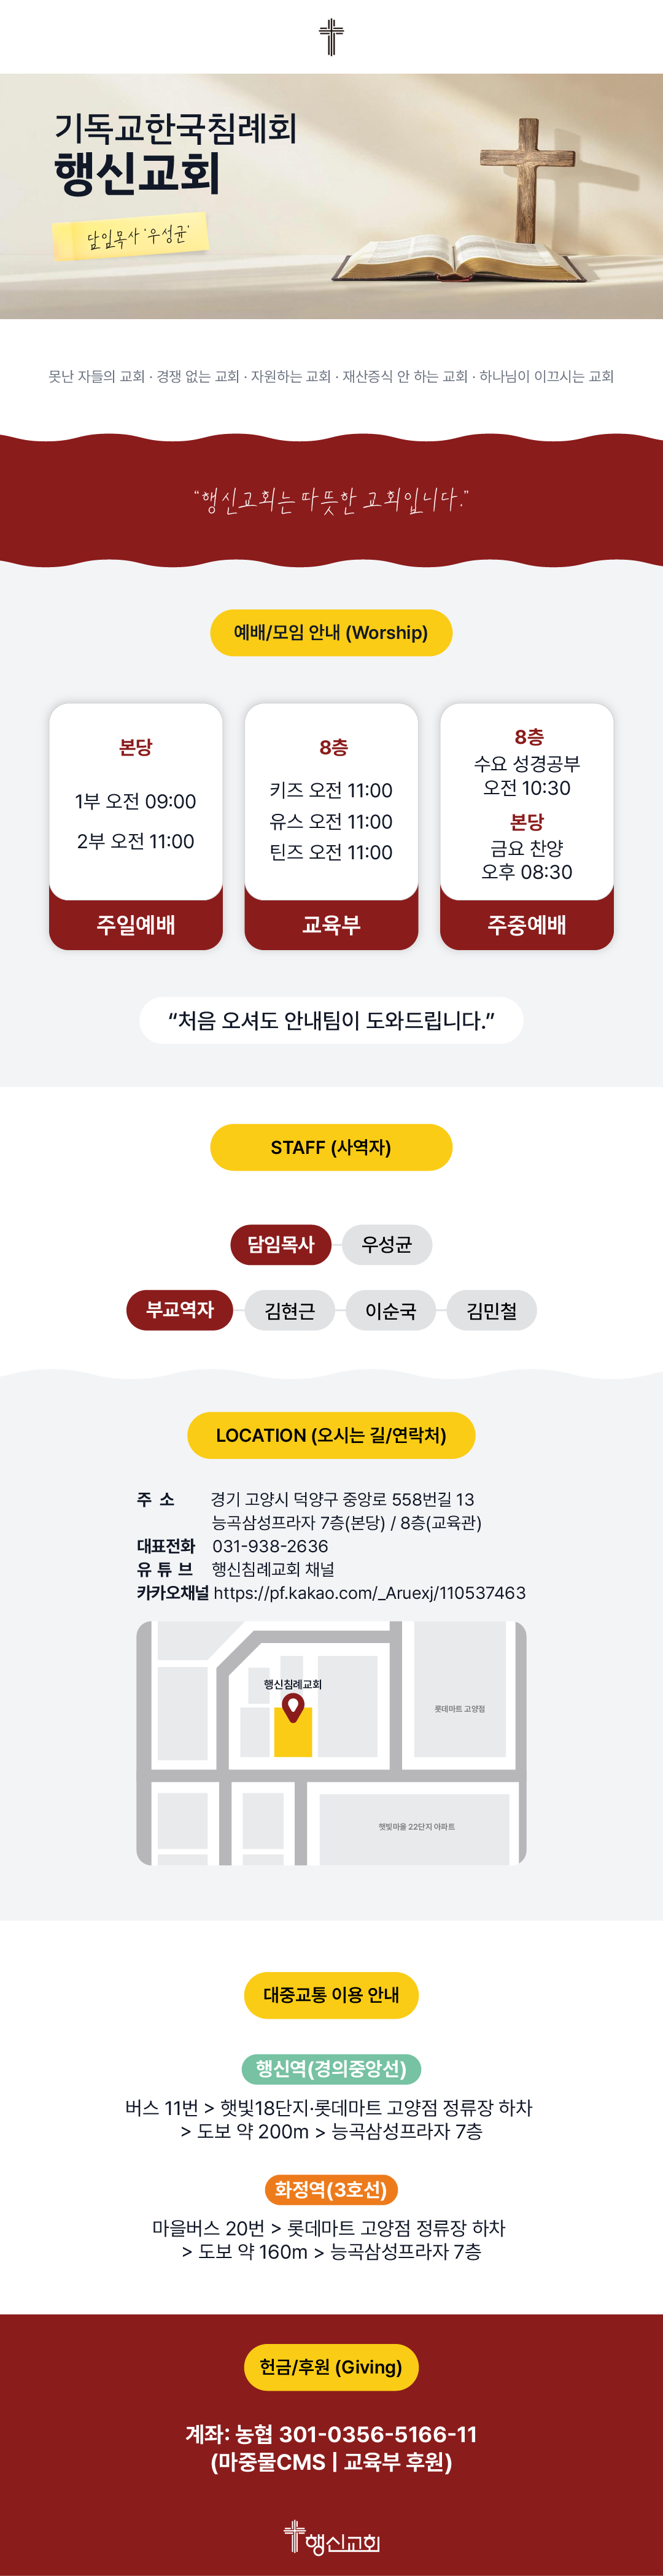 기독교한국침례회
행신교회
담임목사 '우성균'
못난 자들의 교회 · 경쟁 없는 교회 · 자원하는 교회 · 재산증식 안 하는 교회 · 하나님이 이끄시는 교회
“행신교회는 따뜻한 교회입니다.”
예배/모임 안내 (Worship)
본당
1부 오전 09:00
2부 오전 11:00
주일예배
8층
키즈 오전 11:00
유스 오전 11:00
틴즈 오전 11:00
교육부
8층
수요 성경공부
오전 10:30
본당
금요 찬양
오후 08:30
주중예배
“처음 오셔도 안내팀이 도와드립니다.”
STAFF (사역자)
담임목사 우성균
부교역자 김현근 이순국 김민철
LOCATION (오시는 길/연락처)
주 소 경기 고양시 덕양구 중앙로 558번길 13
능곡삼성프라자 7층(본당) / 8층(교육관)
대표전화 031-938-2636
유 튜 브 행신침례교회 채널
카카오채널 https://pf.kakao.com/_Aruexj/110537463
행신침례교회
롯데마트 고양점
햇빛마을 22단지 아파트
대중교통 이용 안내
행신역(경의중앙선)
버스 11번 > 햇빛18단지·롯데마트 고양점 정류장 하차
> 도보 약 200m > 능곡삼성프라자 7층
화정역(3호선)
마을버스 20번 > 롯데마트 고양점 정류장 하차
> 도보 약 160m > 능곡삼성프라자 7층
헌금/후원 (Giving)
계좌: 농협 301-0356-5166-11
(마중물CMS | 교육부 후원)
행신교회